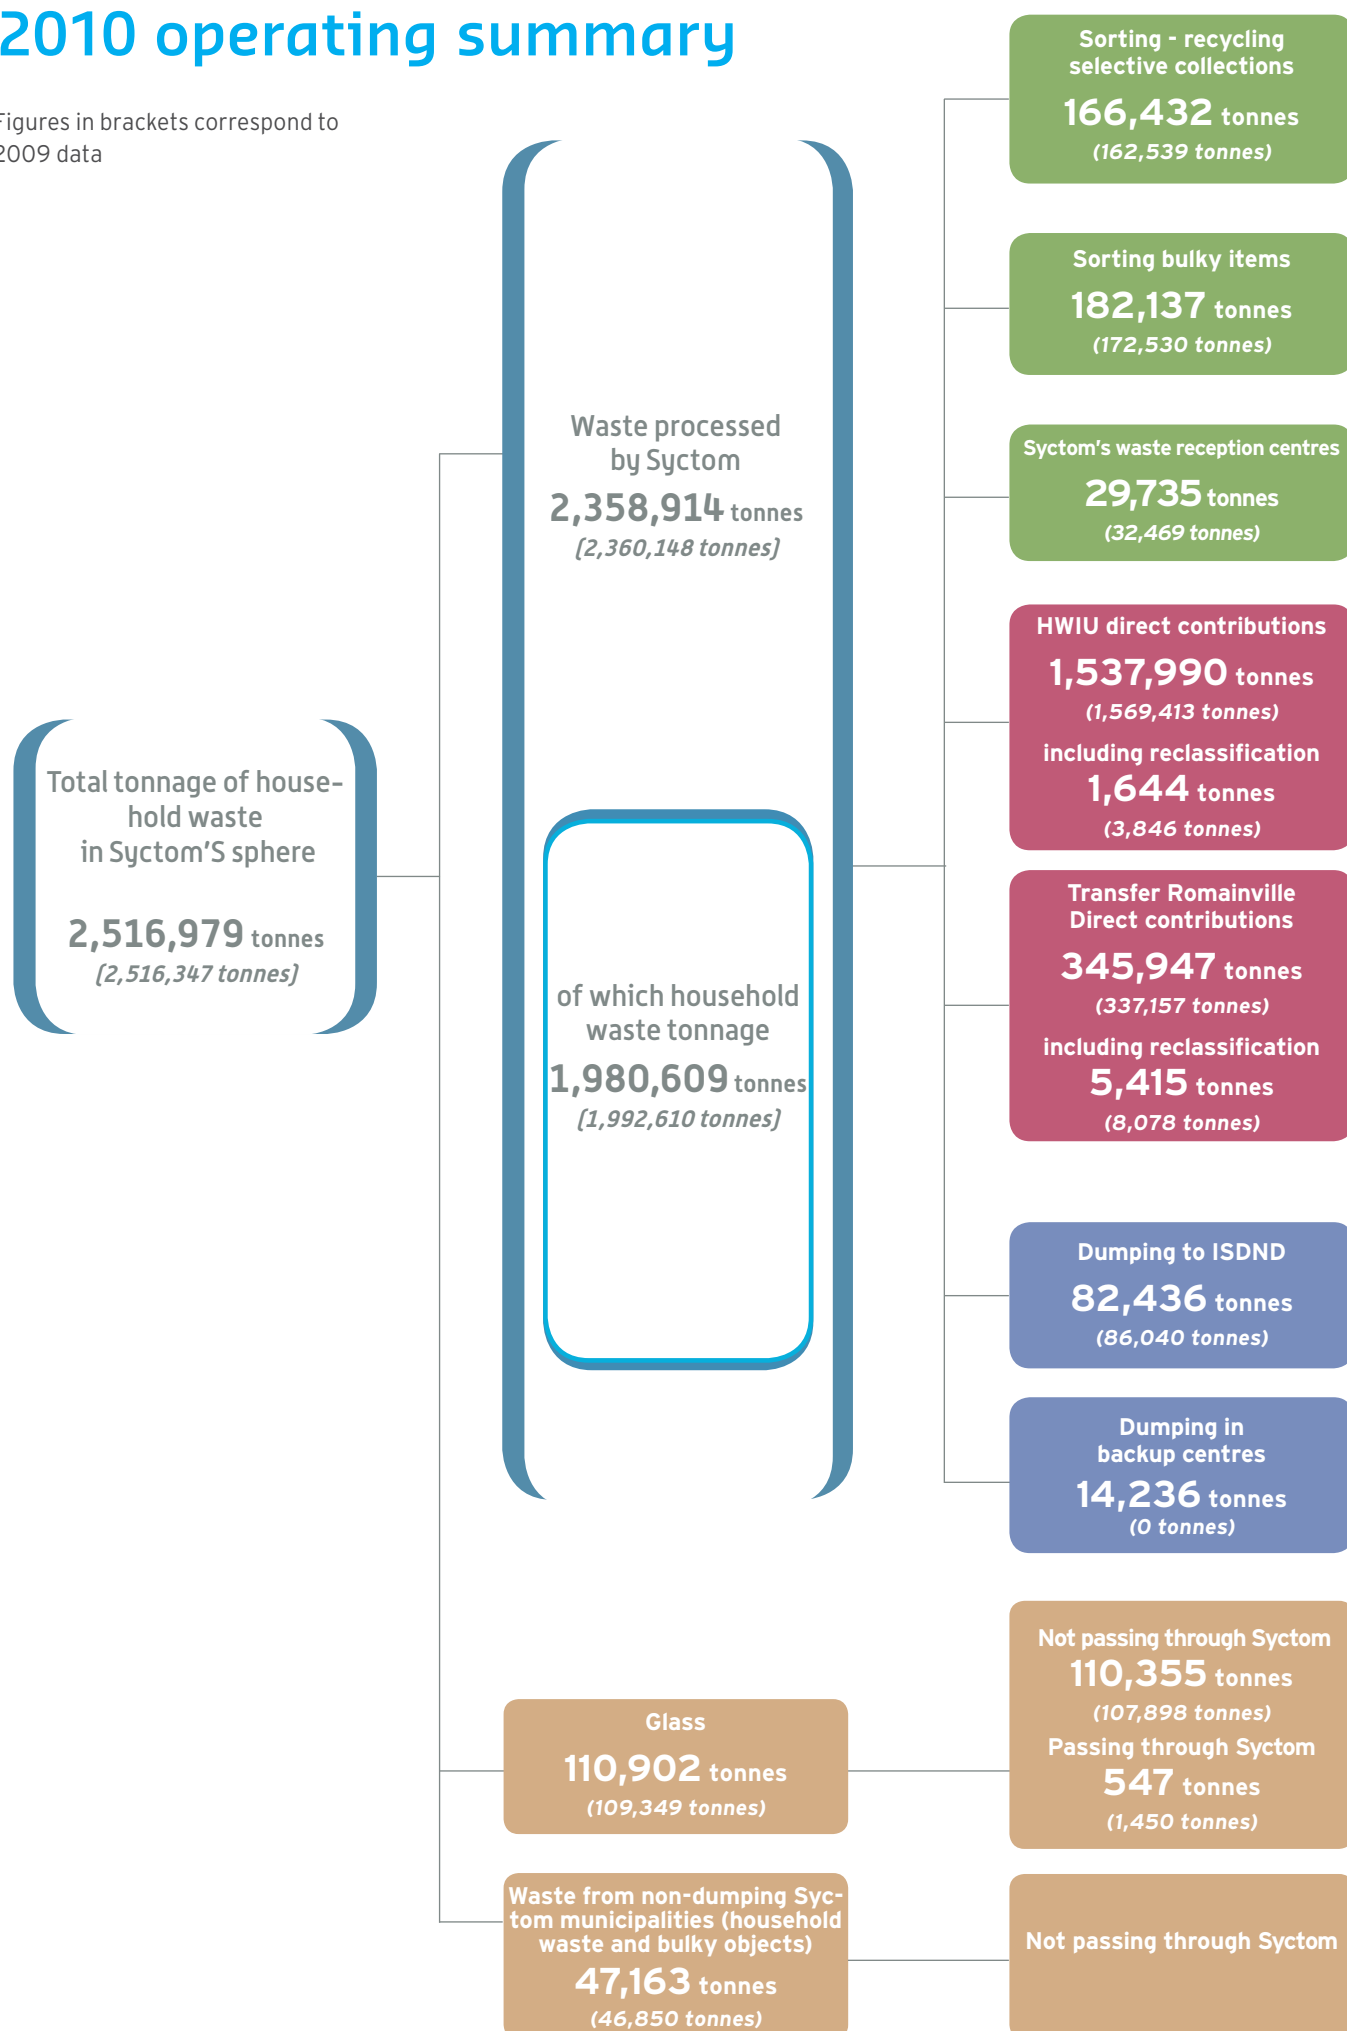 2010 operating summary
Figures in brackets correspond to
2009 data
Total tonnage of house-
hold waste
in Syctom'S sphere
2,516,979 tonnes
(2,516,347 tonnes)
Waste processed
by Syctom
2,358,914 tonnes
(2,360,148 tonnes)
of which household
waste tonnage
1,980,609 tonnes
(1,992,610 tonnes)
Glass
110,902 tonnes
(109,349 tonnes)
Waste from non-dumping Syc-
tom municipalities (household
waste and bulky objects)
47,163 tonnes
(46,850 tonnes)
Sorting - recycling
selective collections
166,432 tonnes
(162,539 tonnes)
Sorting bulky items
182,137 tonnes
(172,530 tonnes)
Syctom's waste reception centres
29,735 tonnes
(32,469 tonnes)
HWIU direct contributions
1,537,990 tonnes
(1,569,413 tonnes)
including reclassification
1,644 tonnes
(3,846 tonnes)
Transfer Romainville
Direct contributions
345,947 tonnes
(337,157 tonnes)
including reclassification
5,415 tonnes
(8,078 tonnes)
Dumping to ISDND
82,436 tonnes
(86,040 tonnes)
Dumping in
backup centres
14,236 tonnes
(0 tonnes)
Not passing through Syctom
110,355 tonnes
(107,898 tonnes)
Passing through Syctom
547 tonnes
(1,450 tonnes)
Not passing through Syctom